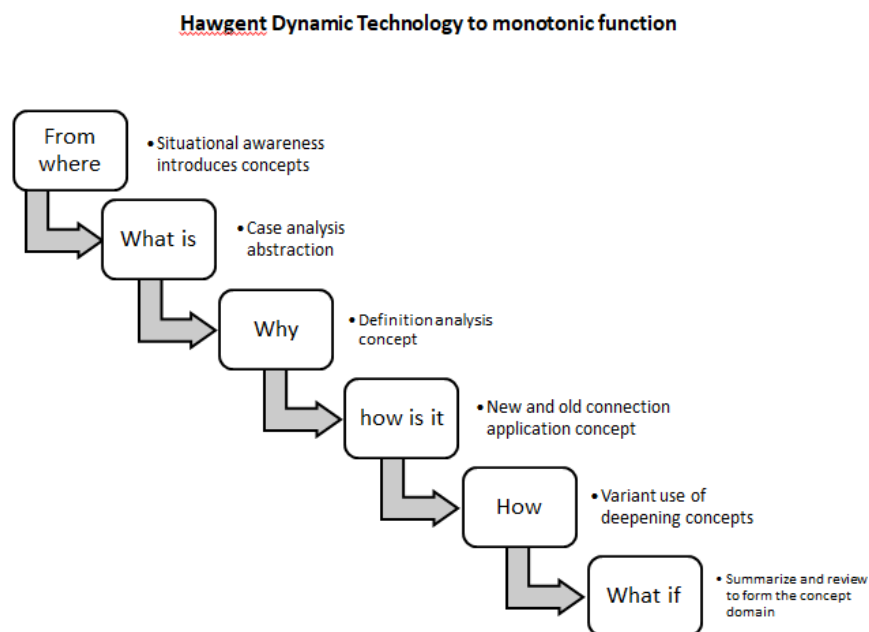 Hawgent Dynamic Technology to monotonic function
From
where
• Situational awareness
introduces concepts
What is
• Case analysis
abstraction
Why
• Definition analysis
concept
how is it
• New and old connection
application concept
How
• Variant use of
deepening concepts
What if
• Summarize and review
to form the concept
domain